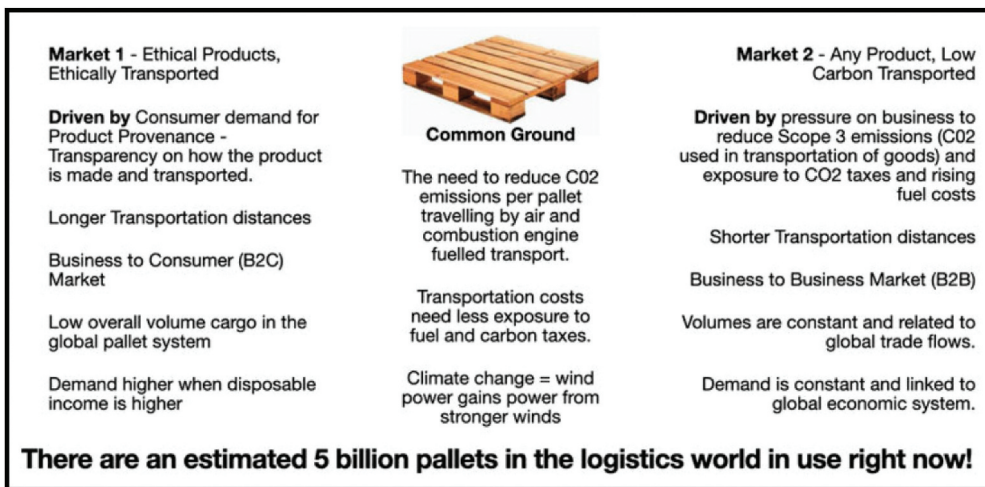 Market 1 - Ethical Products,
Ethically Transported
Driven by Consumer demand for
Product Provenance -
Transparency on how the product
is made and transported.
Longer Transportation distances
Business to Consumer (B2C)
Market
Low overall volume cargo in the
global pallet system
Demand higher when disposable
income is higher
Common Ground
The need to reduce C02
emissions per pallet
travelling by air and
combustion engine
fuelled transport.
Transportation costs
need less exposure to
fuel and carbon taxes.
Climate change = wind
power gains power from
stronger winds
Market 2 - Any Product, Low
Carbon Transported
Driven by pressure on business to
reduce Scope 3 emissions (C02
used in transportation of goods) and
exposure to CO2 taxes and rising
fuel costs
Shorter Transportation distances
Business to Business Market (B2B)
Volumes are constant and related to
global trade flows.
Demand is constant and linked to
global economic system.
There are an estimated 5 billion pallets in the logistics world in use right now!